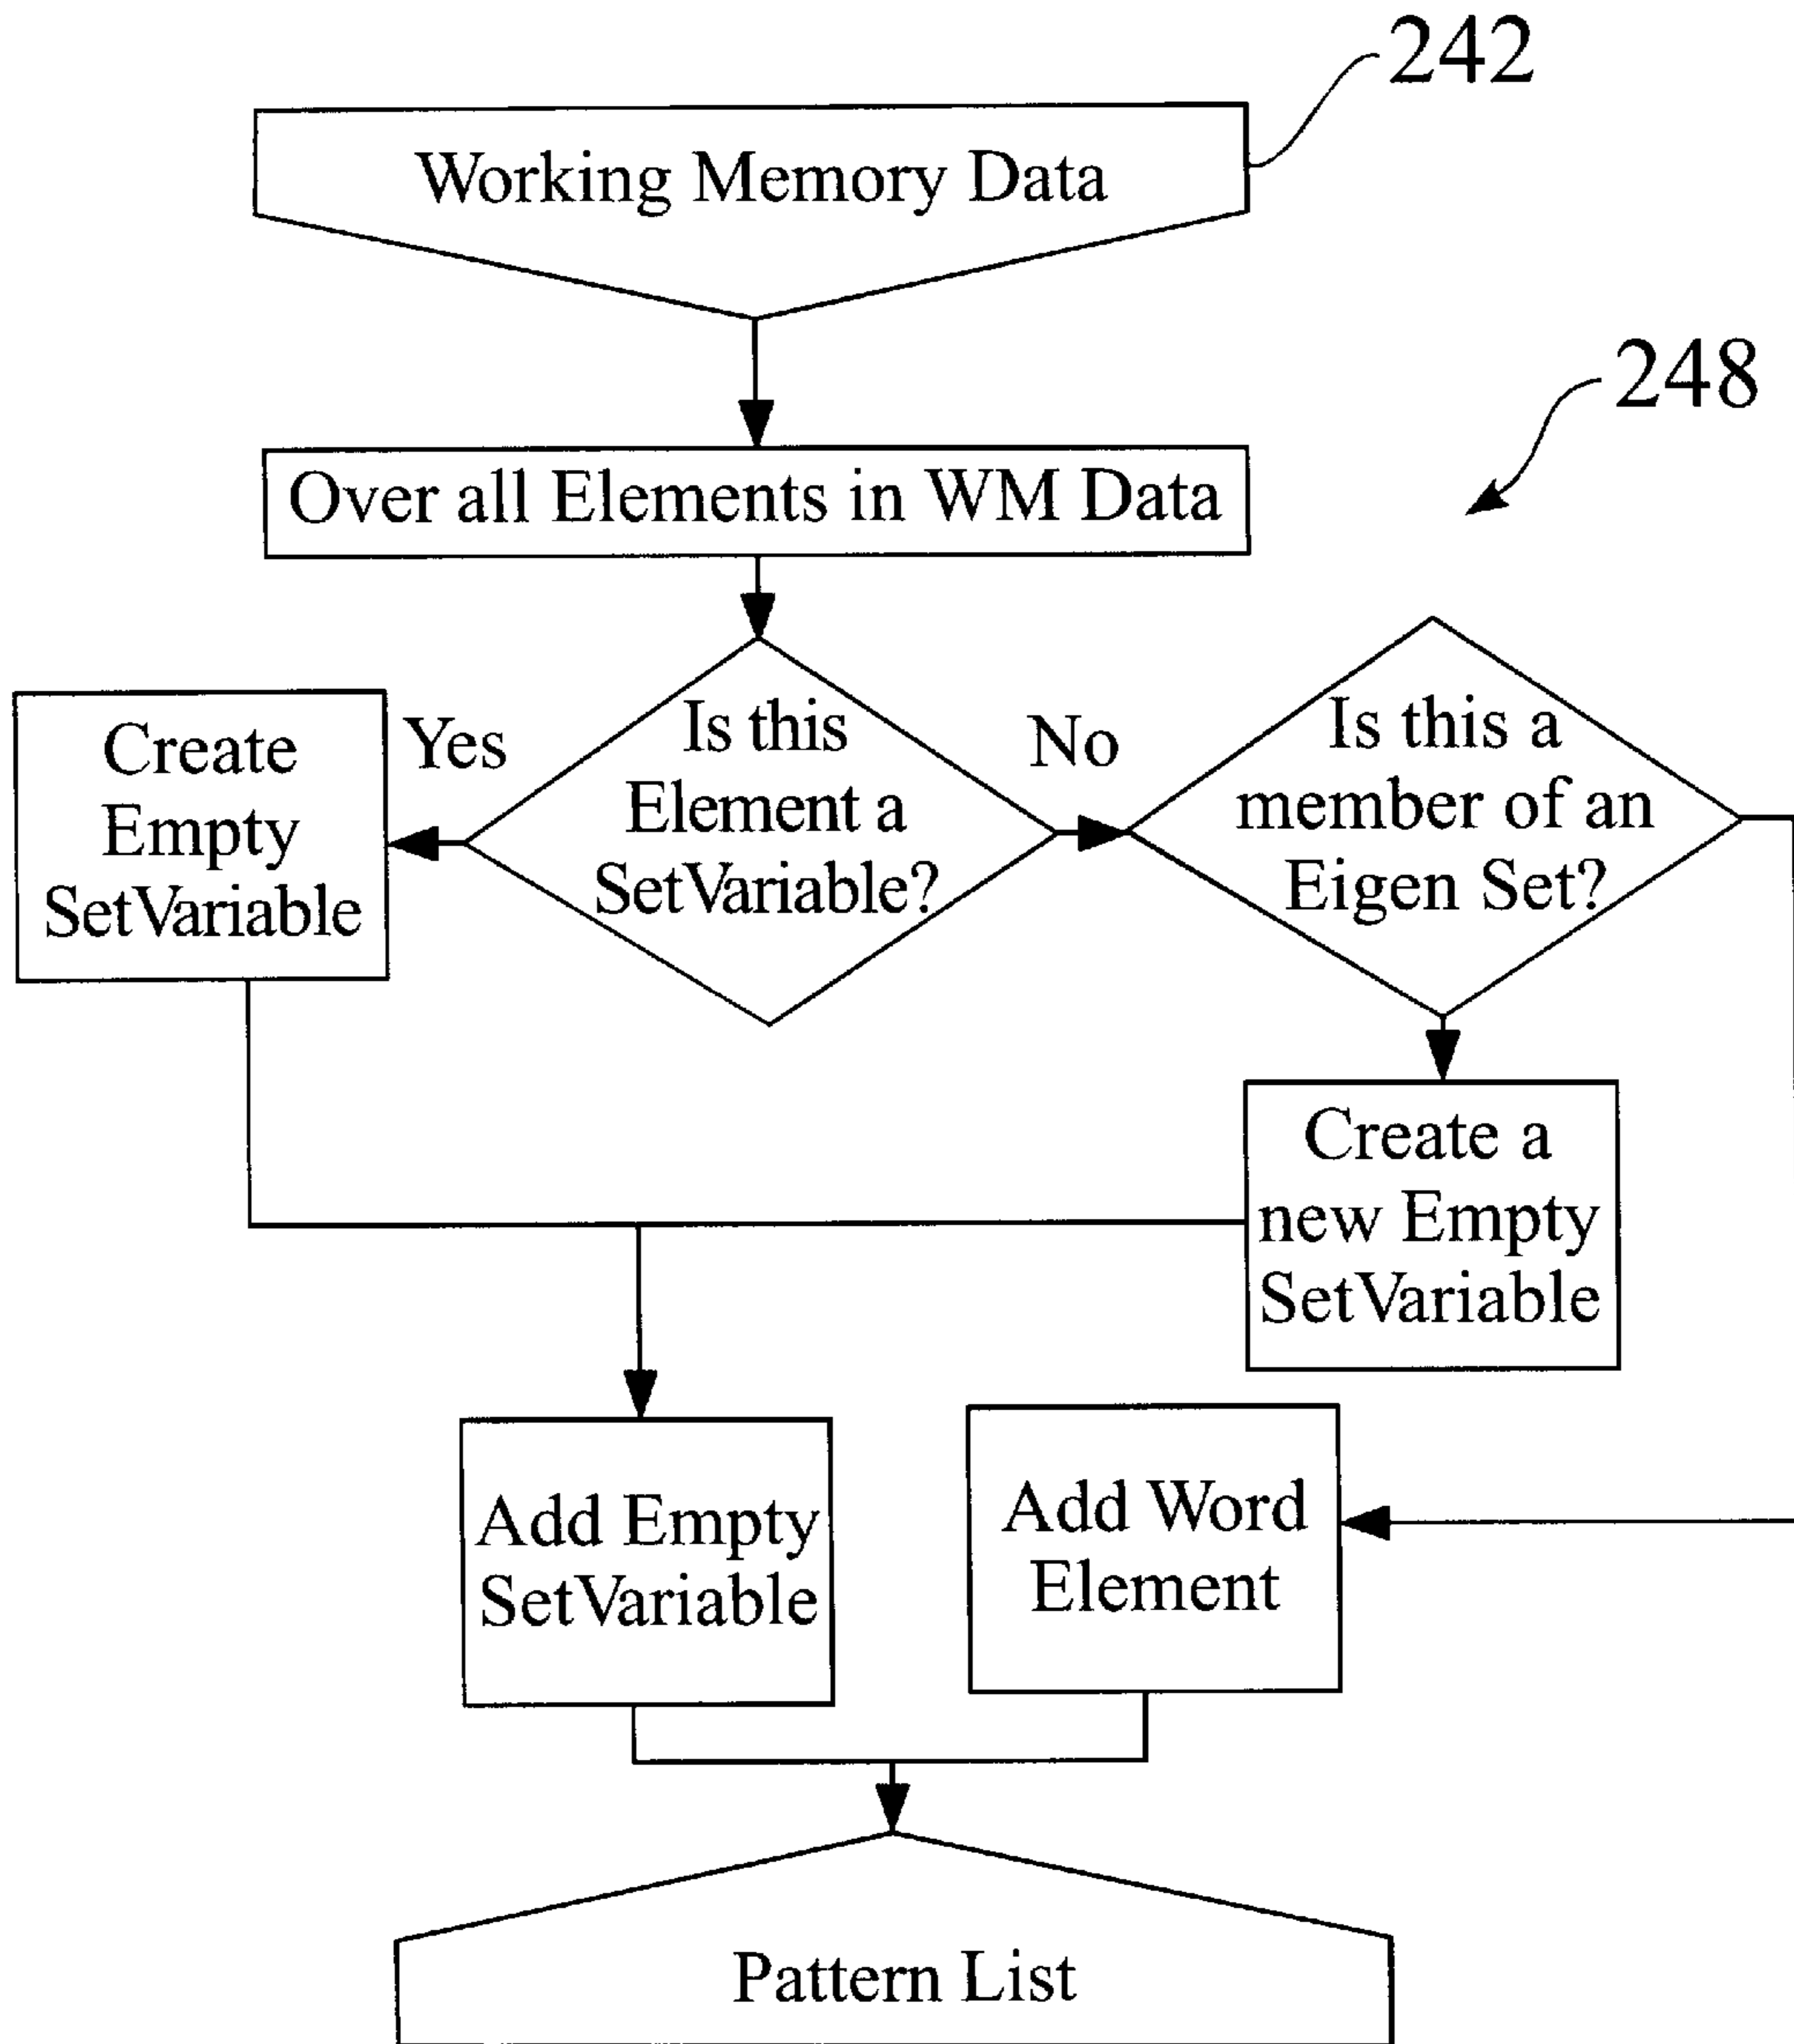 242
Working Memory Data
248
Over all Elements in WM Data
Create
Empty
SetVariable
Yes
Is this
Element a
SetVariable?
No
Is this a
member of an
Eigen Set?
Create a
new Empty
SetVariable
Add Empty
SetVariable
Add Word
Element
Pattern List